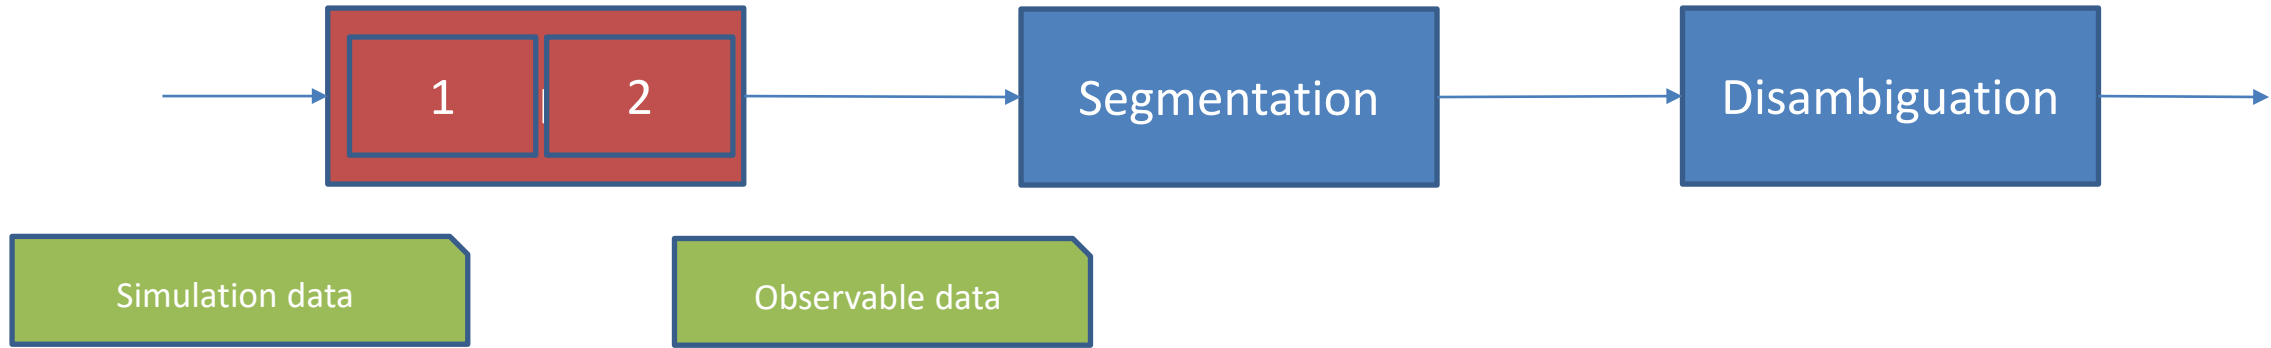 1
2
Segmentation
Disambiguation
Simulation data
Observable data